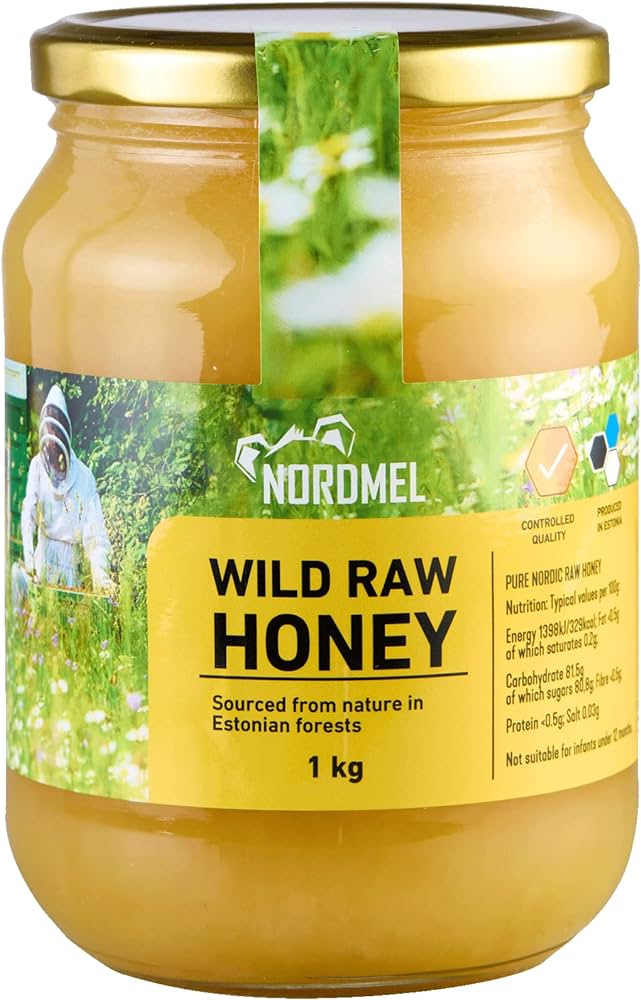 NORDMEL
CONTROLLED
QUALITY
PRODUCED
IN ESTONIA
WILD RAW
HONEY
Sourced from nature in
Estonian forests
1 kg
PURE NORDIC RAW HONEY
Nutrition: Typical values per 100g:
Energy 1398kJ/329kcal; Fat <0.5g
of which saturates 0.2g;
Carbohydrate 81.5g
of which sugars 80,8g; Fibre <0.5g;
Protein <0.5g; Salt 0.03g
Not suitable for infants under 12 months.